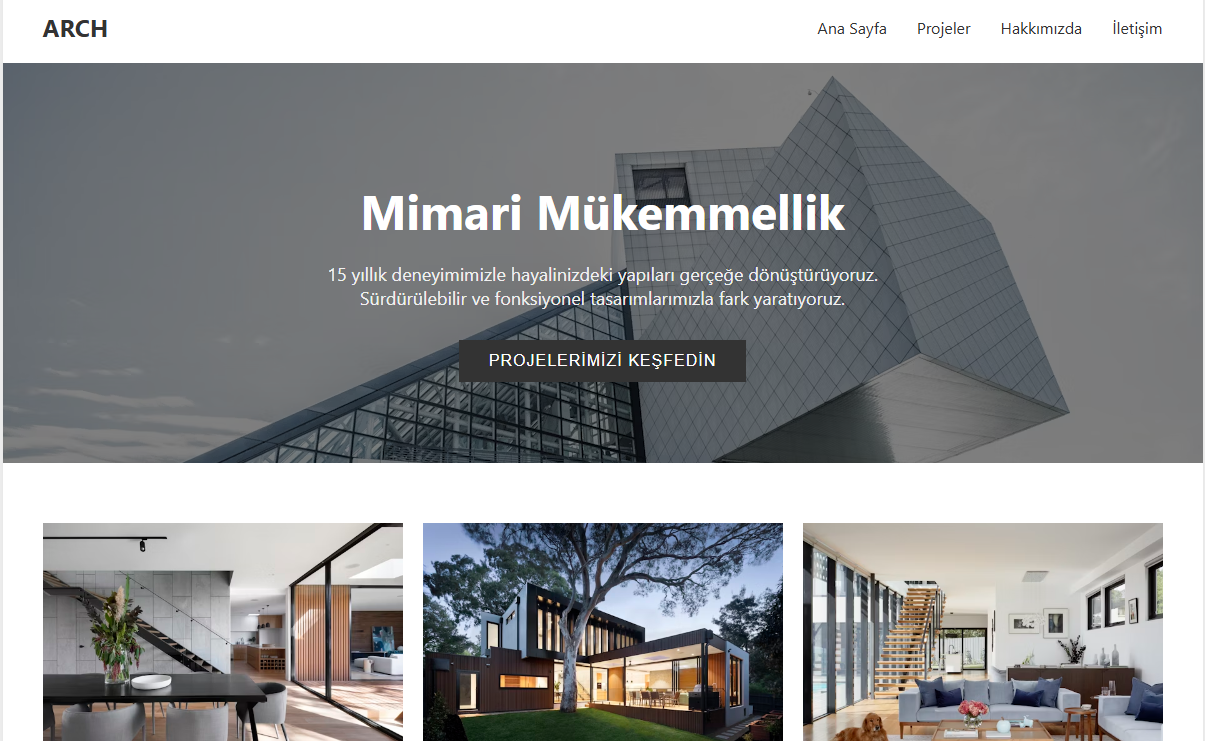 ARCH
Ana Sayfa Projeler Hakkımızda İletişim
Mimari Mükemmellik
15 yıllık deneyimimizle hayalinizdeki yapıları gerçeğe dönüştürüyoruz.
Sürdürülebilir ve fonksiyonel tasarımlarımızla fark yaratıyoruz.
PROJELERİMİZİ KEŞFEDİN